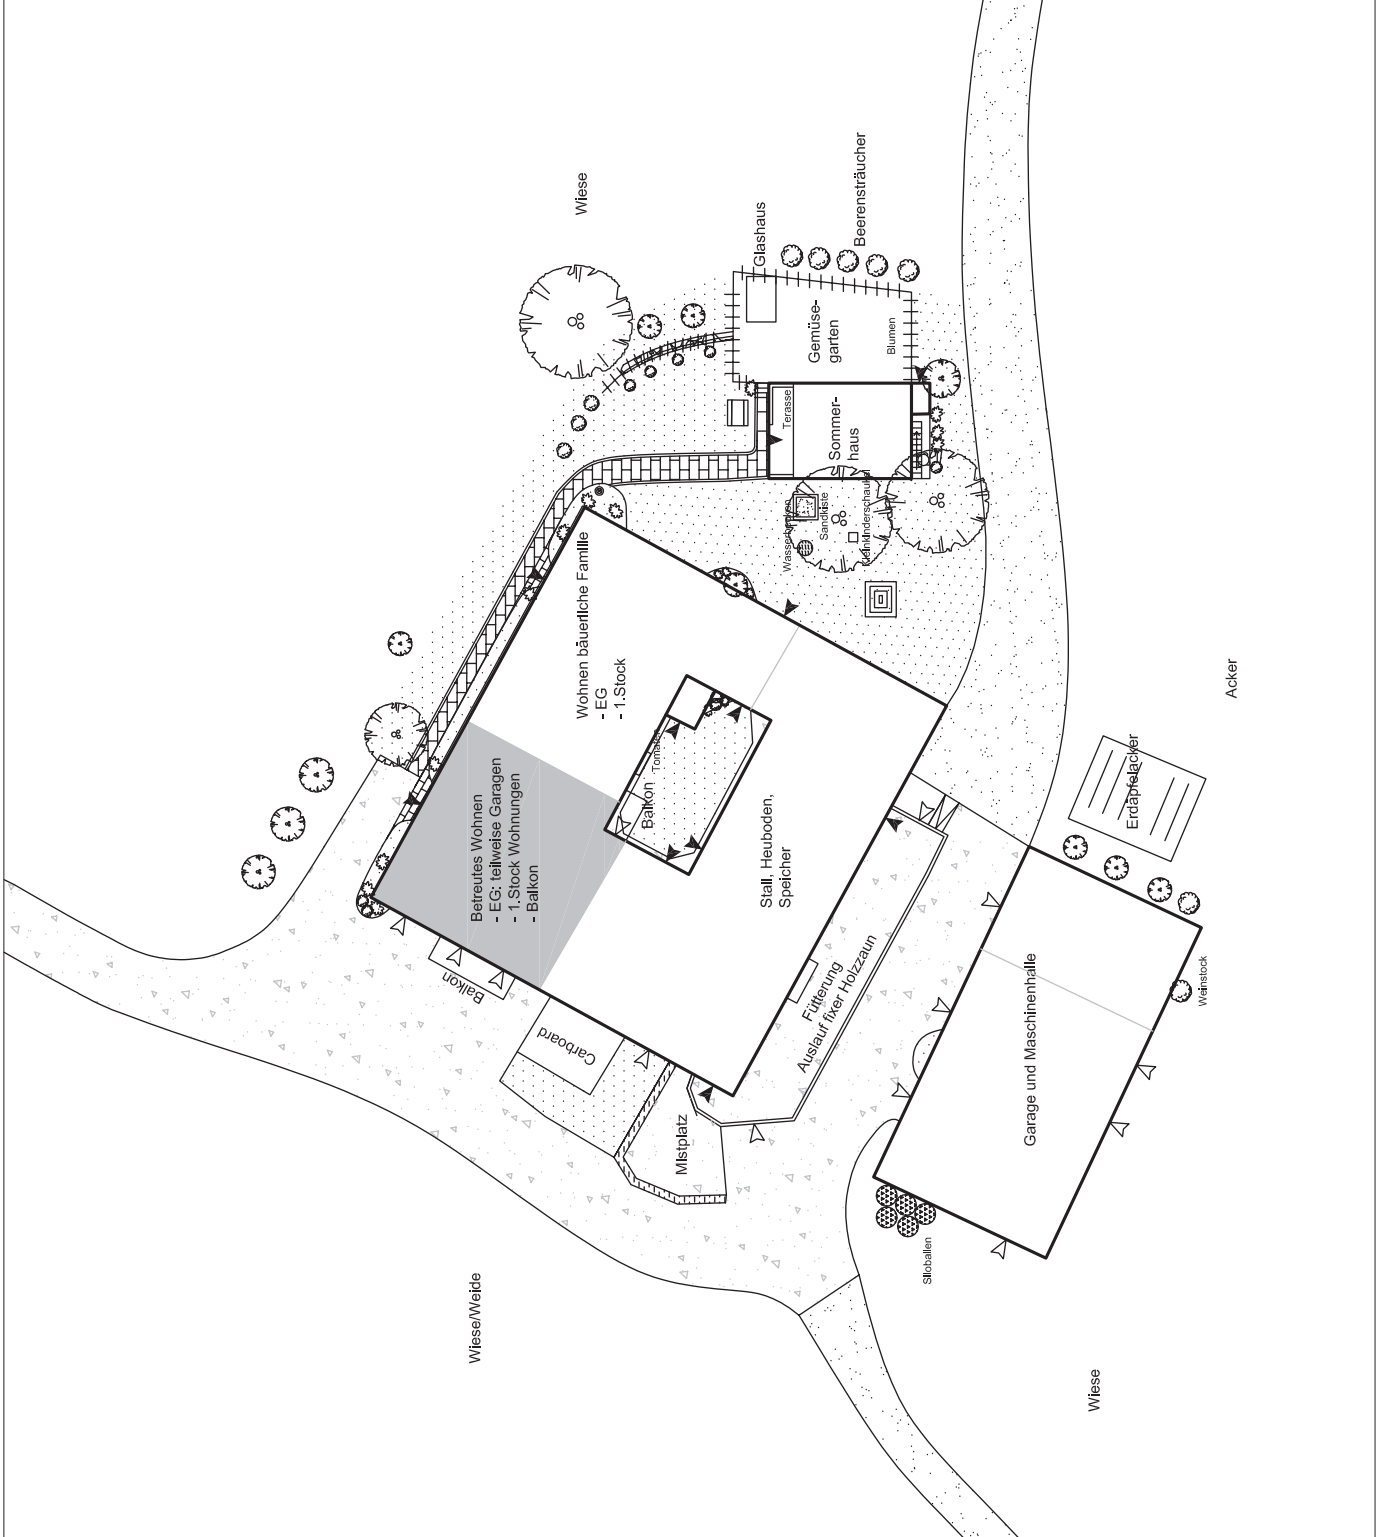 Wiese
Glashaus
Beerensträucher
Gemüse-
garten
Blumen
Terasse
Sommer-
haus
Sandkiste
Kleinkinderschaukel
Wohnen bäuerliche Familie
- EG
- 1.Stock
Betreutes Wohnen
- EG: teilweise Garagen
- 1.Stock Wohnungen
- Balkon
Balkon
Balkon
Carboard
Stall, Heuboden,
Speicher
Fütterung
Auslauf fixer Holzzaun
Mistplatz
Acker
Erdäpfelacker
Garage und Maschinenhalle
Weinstock
Siloballen
Wiese/Weide
Wiese